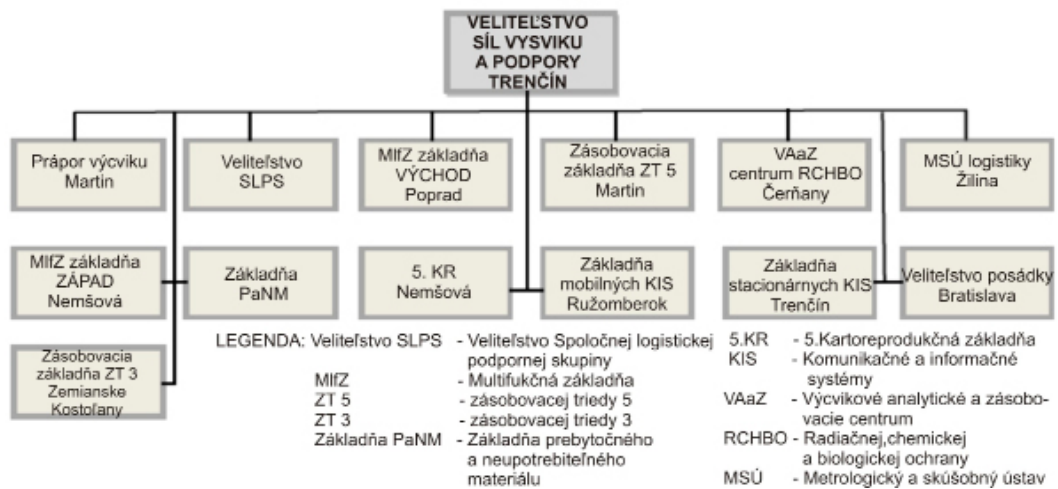 VELITEĽSTVO
SÍL VYSVIKU
A PODPORY
TRENČÍN
Prápor výcviku
Martin
Veliteľstvo
SLPS
MIfZ základňa
VÝCHOD
Poprad
Zásobovacia
základňa ZT 5
Martin
VAaZ
centrum RCHBO
Čerňany
MSÚ logistiky
Žilina
MIfZ základňa
ZÁPAD
Nemšová
Základňa
PaNM
5. KR
Nemšová
Základňa
mobilných KIS
Ružomberok
Základňa
stacionárnych KIS
Trenčín
Veliteľstvo posádky
Bratislava
Zásobovacia
základňa ZT 3
Zemianske
Kostoľany
LEGENDA: Veliteľstvo SLPS - Veliteľstvo Spoločnej logistickej
podpornej skupiny
MIfZ - Multifukčná základňa
ZT 5 - zásobovacej triedy 5
ZT 3 - zásobovacej triedy 3
Základňa PaNM - Základňa prebytočného
a neupotrebiteľného
materiálu
5.KR - 5.Kartoreprodukčná základňa
KIS - Komunikačné a informačné
systémy
VAaZ - Výcvikové analytické a zásobo-
vacie centrum
RCHBO - Radiačnej,chemickej
a biologickej ochrany
MSÚ - Metrologický a skúšobný ústav